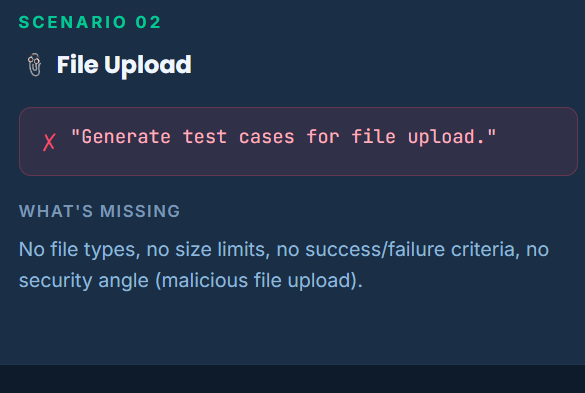 SCENARIO 02
File Upload
✗ "Generate test cases for file upload."
WHAT'S MISSING
No file types, no size limits, no success/failure criteria, no
security angle (malicious file upload).